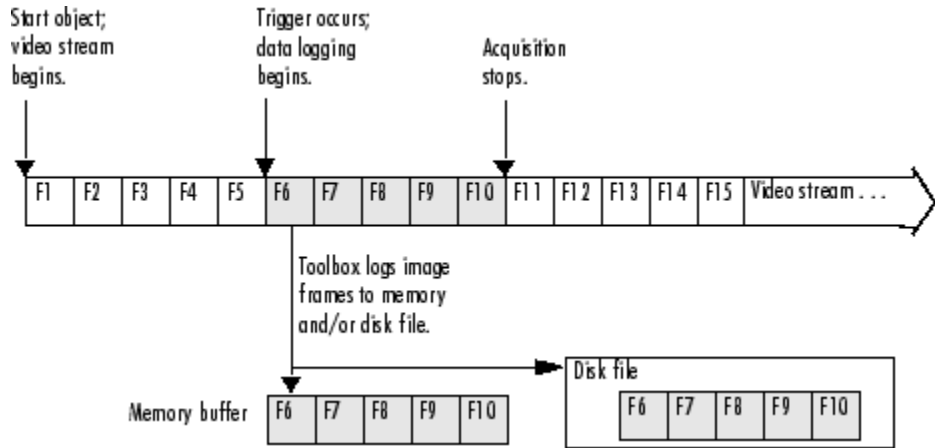 Start object;
video stream
begins.
Trigger occurs;
data logging
begins.
Acquisition
stops.
F1 F2 F3 F4 F5 F6 F7 F8 F9 F10 F11 F12 F13 F14 F15 Video stream . . .
Toolbox logs image
frames to memory
and/or disk file.
Disk file
Memory buffer
F6 F7 F8 F9 F10
F6 F7 F8 F9 F10